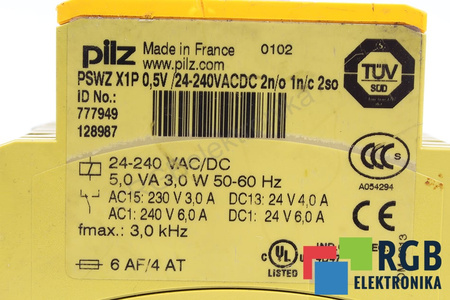 pilz
Made in France 0102
www.pilz.com
PSWZ X1P 0,5V /24-240VACDC 2n/o 1n/c 2so
iD No.:
777949
128987
TÜV
SÜD
24-240 VAC/DC
5,0 VA 3,0 W 50-60 Hz
AC15: 230 V 3,0 A DC13: 24 V 4,0 A
AC1: 240 V 6,0 A DC1: 24 V 6,0 A
fmax.: 3,0 kHz
6 AF/4 AT
CCC S
A054294
C UL US
LISTED
RGB
ELEKTRONIKA